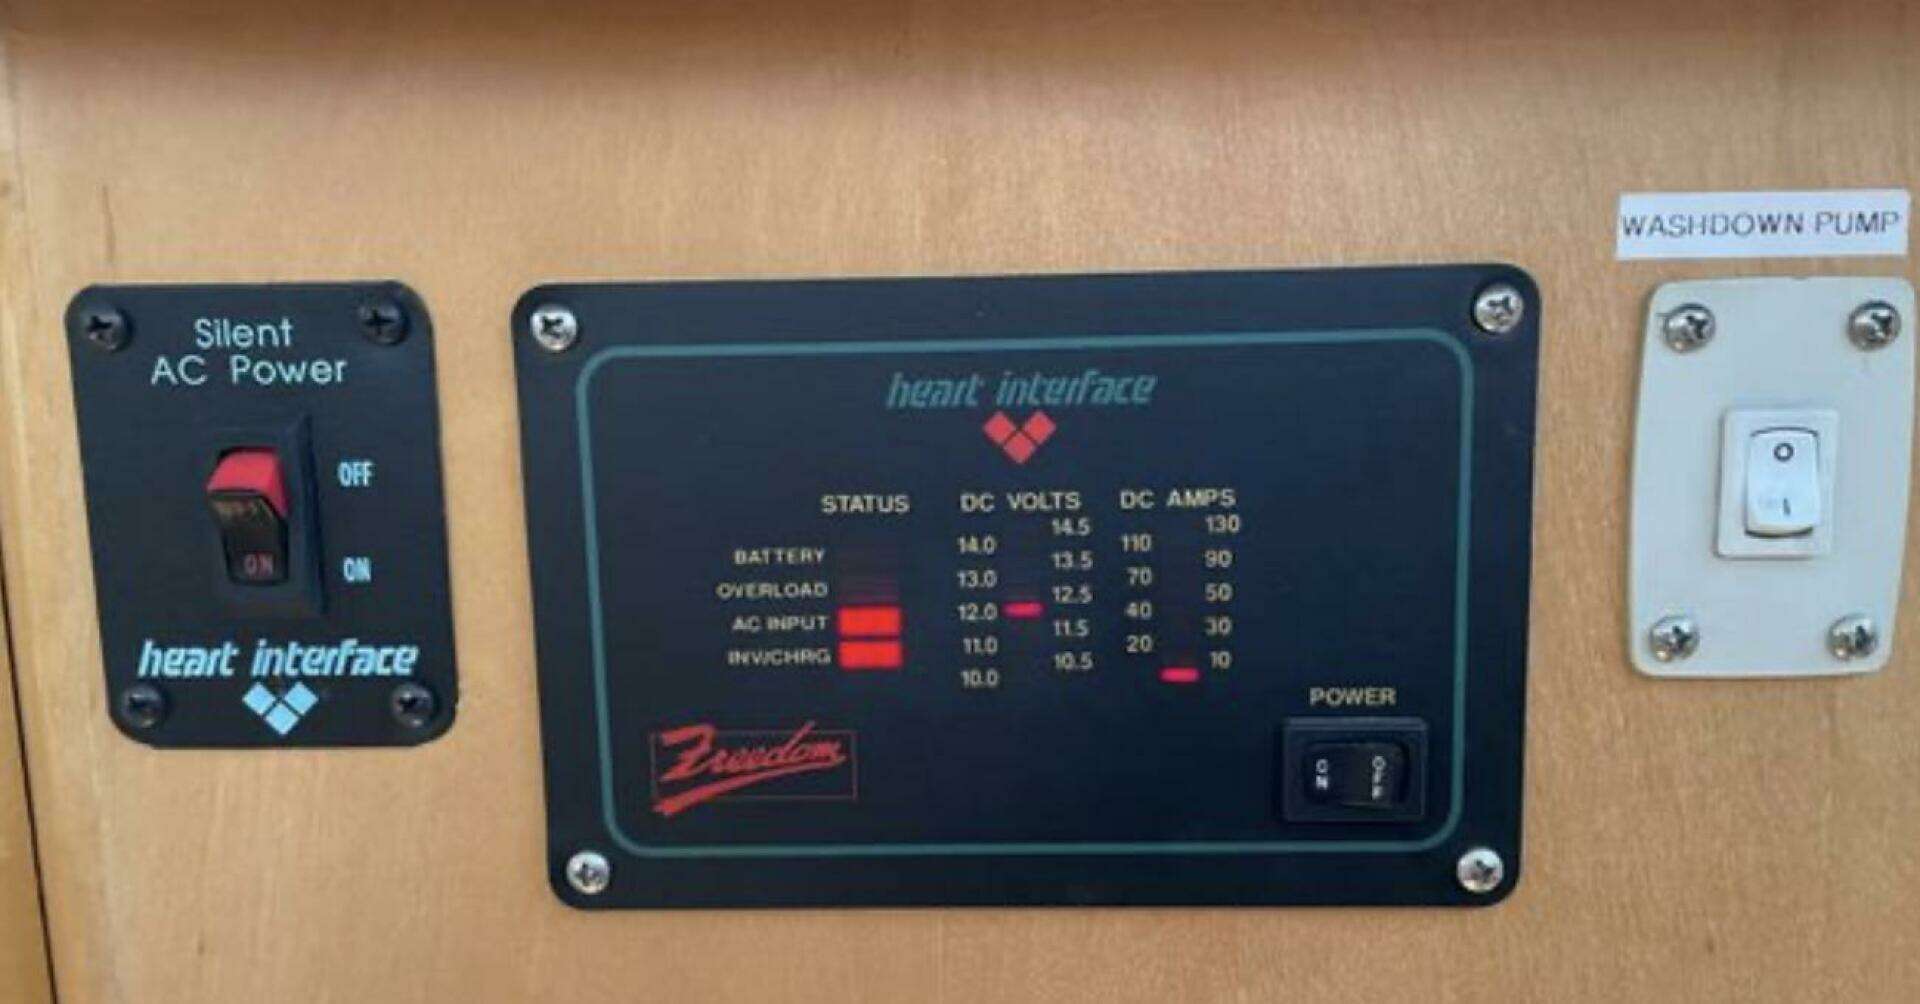 WASHDOWN PUMP
Silent
AC Power
OFF
ON
ON
heart interface
heart interface
STATUS DC VOLTS DC AMPS
14.5 130
14.0 110
BATTERY 13.5 90
13.0 70
OVERLOAD 12.5 50
12.0 40
AC INPUT 11.5 30
11.0 20
INV/CHRG 10.5 10
10.0
POWER
Freedom
ON OFF
O
I